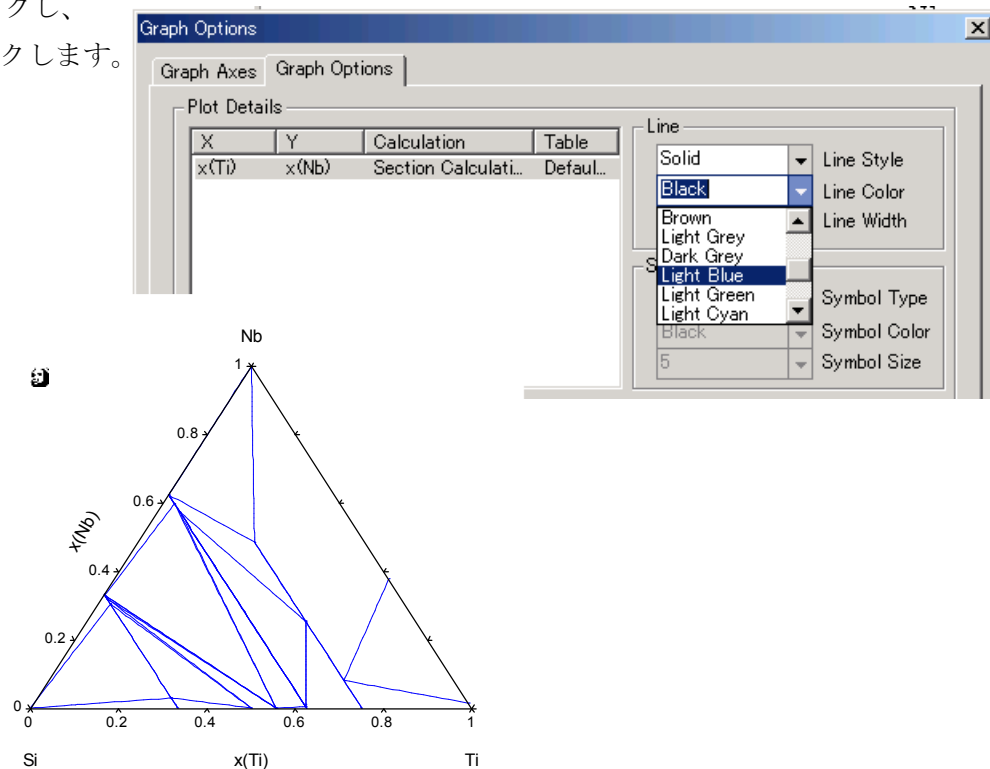 クし、
クします。
Graph Options
Graph Axes
Graph Options
Plot Details
X Y Calculation Table
x(Ti) x(Nb) Section Calculati... Defaul...
Line
Solid Line Style
Black Line Color
Line Width
Brown
Light Grey
Dark Grey
Light Blue
Light Green
Light Cyan
Symbol Type
Black Symbol Color
5 Symbol Size
Nb
1
0.8
0.6
x(Nb)
0.4
0.2
0
0 0.2 0.4 0.6 0.8 1
Si x(Ti) Ti